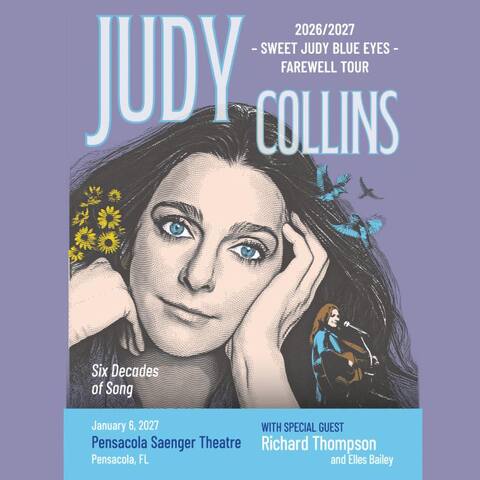 JUDY
COLLINS
2026/2027
- SWEET JUDY BLUE EYES -
FAREWELL TOUR
Six Decades
of Song
January 6, 2027
Pensacola Saenger Theatre
Pensacola, FL
WITH SPECIAL GUEST
Richard Thompson
and Elles Bailey